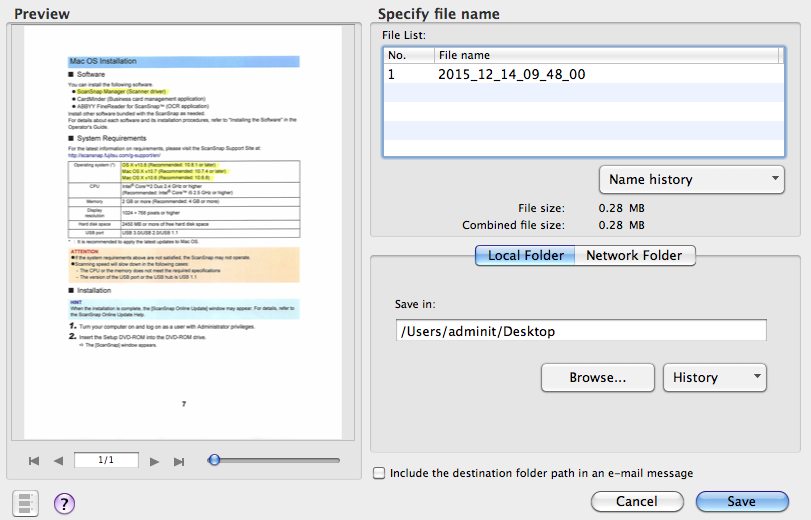 Preview
Mac OS Installation
■ Software
You can install the following software.
● ScanSnap Manager (Scanner driver)
● CardMinder (Business card management application)
● ABBYY FineReader for ScanSnap™ (OCR application)
Install other software bundled with the ScanSnap as needed.
For details about each software and its installation procedures, refer to "Installing the Software" in the
Operator's Guide.
■ System Requirements
For the latest information on requirements, please visit the ScanSnap Support Site at:
http://scansnap.fujitsu.com/g-support/en/
Operating system (*)
OS X v10.8 (Recommended: 10.8.1 or later)
Mac OS X v10.7 (Recommended: 10.7.4 or later)
Mac OS X v10.6 (Recommended: 10.6.8)
CPU
Intel® Core™2 Duo 2.4 GHz or higher
(Recommended: Intel® Core™ i5 2.5 GHz or higher)
Memory
2 GB or more (Recommended: 4 GB or more)
Display resolution
1024 × 768 pixels or higher
Hard disk space
2450 MB or more of free hard disk space
USB port
USB 3.0/USB 2.0/USB 1.1
* : It is recommended to apply the latest updates to Mac OS.
ATTENTION
● If the system requirements above are not satisfied, the ScanSnap may not operate.
● Scanning speed will slow down in the following cases:
- The CPU or the memory does not meet the required specifications
- The version of the USB port or the USB hub is USB 1.1
■ Installation
HINT
When the installation is complete, the [ScanSnap Online Update] window may appear. For details, refer to
the ScanSnap Online Update Help.
1. Turn your computer on and log on as a user with Administrator privileges.
2. Insert the Setup DVD-ROM into the DVD-ROM drive.
⇨ The [ScanSnap] window appears.
7
1/1
?
Specify file name
File List:
No. File name
1 2015_12_14_09_48_00
Name history
File size: 0.28 MB
Combined file size: 0.28 MB
Local Folder Network Folder
Save in:
/Users/adminit/Desktop
Browse... History
Include the destination folder path in an e-mail message
Cancel Save